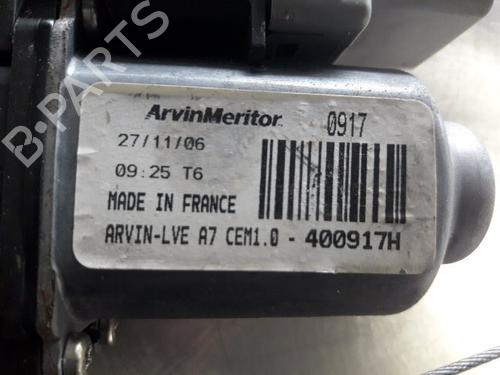 ArvinMeritor 0917
27/11/06
09:25 T6
MADE IN FRANCE
ARVIN-LVE A7 CEM1.0 - 400917H
B-PARTS